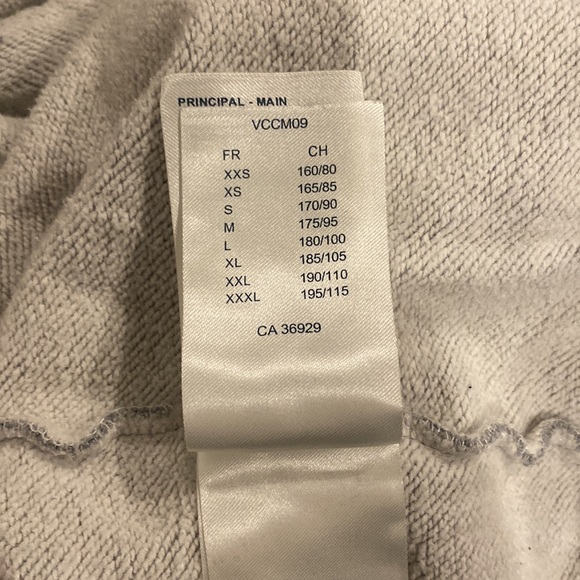 PRINCIPAL - MAIN
VCCM09
FR CH
XXS 160/80
XS 165/85
S 170/90
M 175/95
L 180/100
XL 185/105
XXL 190/110
XXXL 195/115
CA 36929